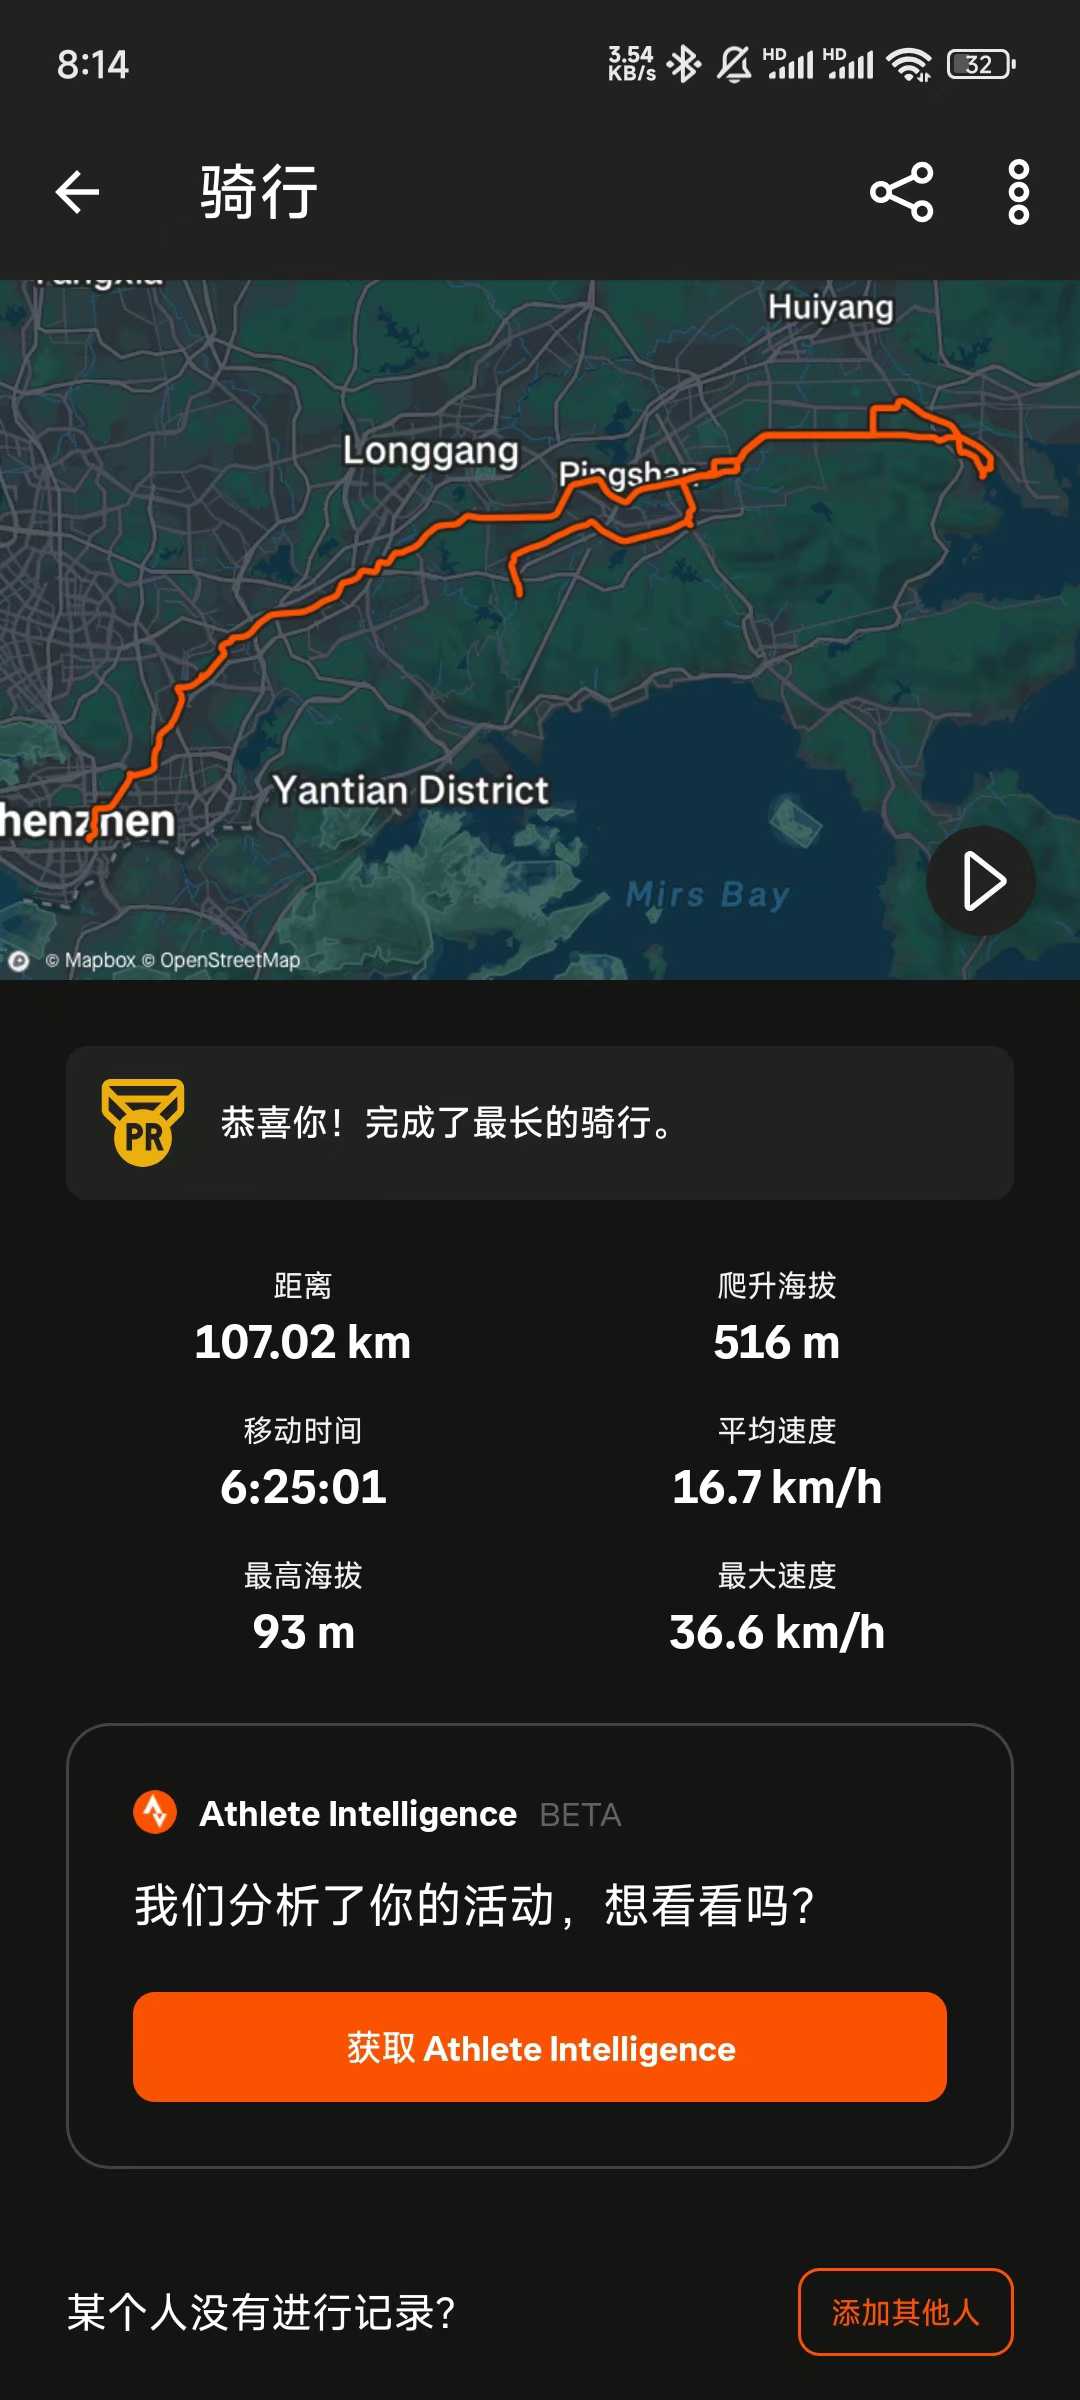 8:14
3.54 KB/s HD HD 32
骑行
Huiyang
Longgang
Pingshan
Yantian District
henzhen
Mirs Bay
© Mapbox © OpenStreetMap
PR
恭喜你！完成了最长的骑行。
距离 爬升海拔
107.02 km 516 m
移动时间 平均速度
6:25:01 16.7 km/h
最高海拔 最大速度
93 m 36.6 km/h
Athlete Intelligence BETA
我们分析了你的活动，想看看吗？
获取 Athlete Intelligence
某个人没有进行记录？ 添加其他人